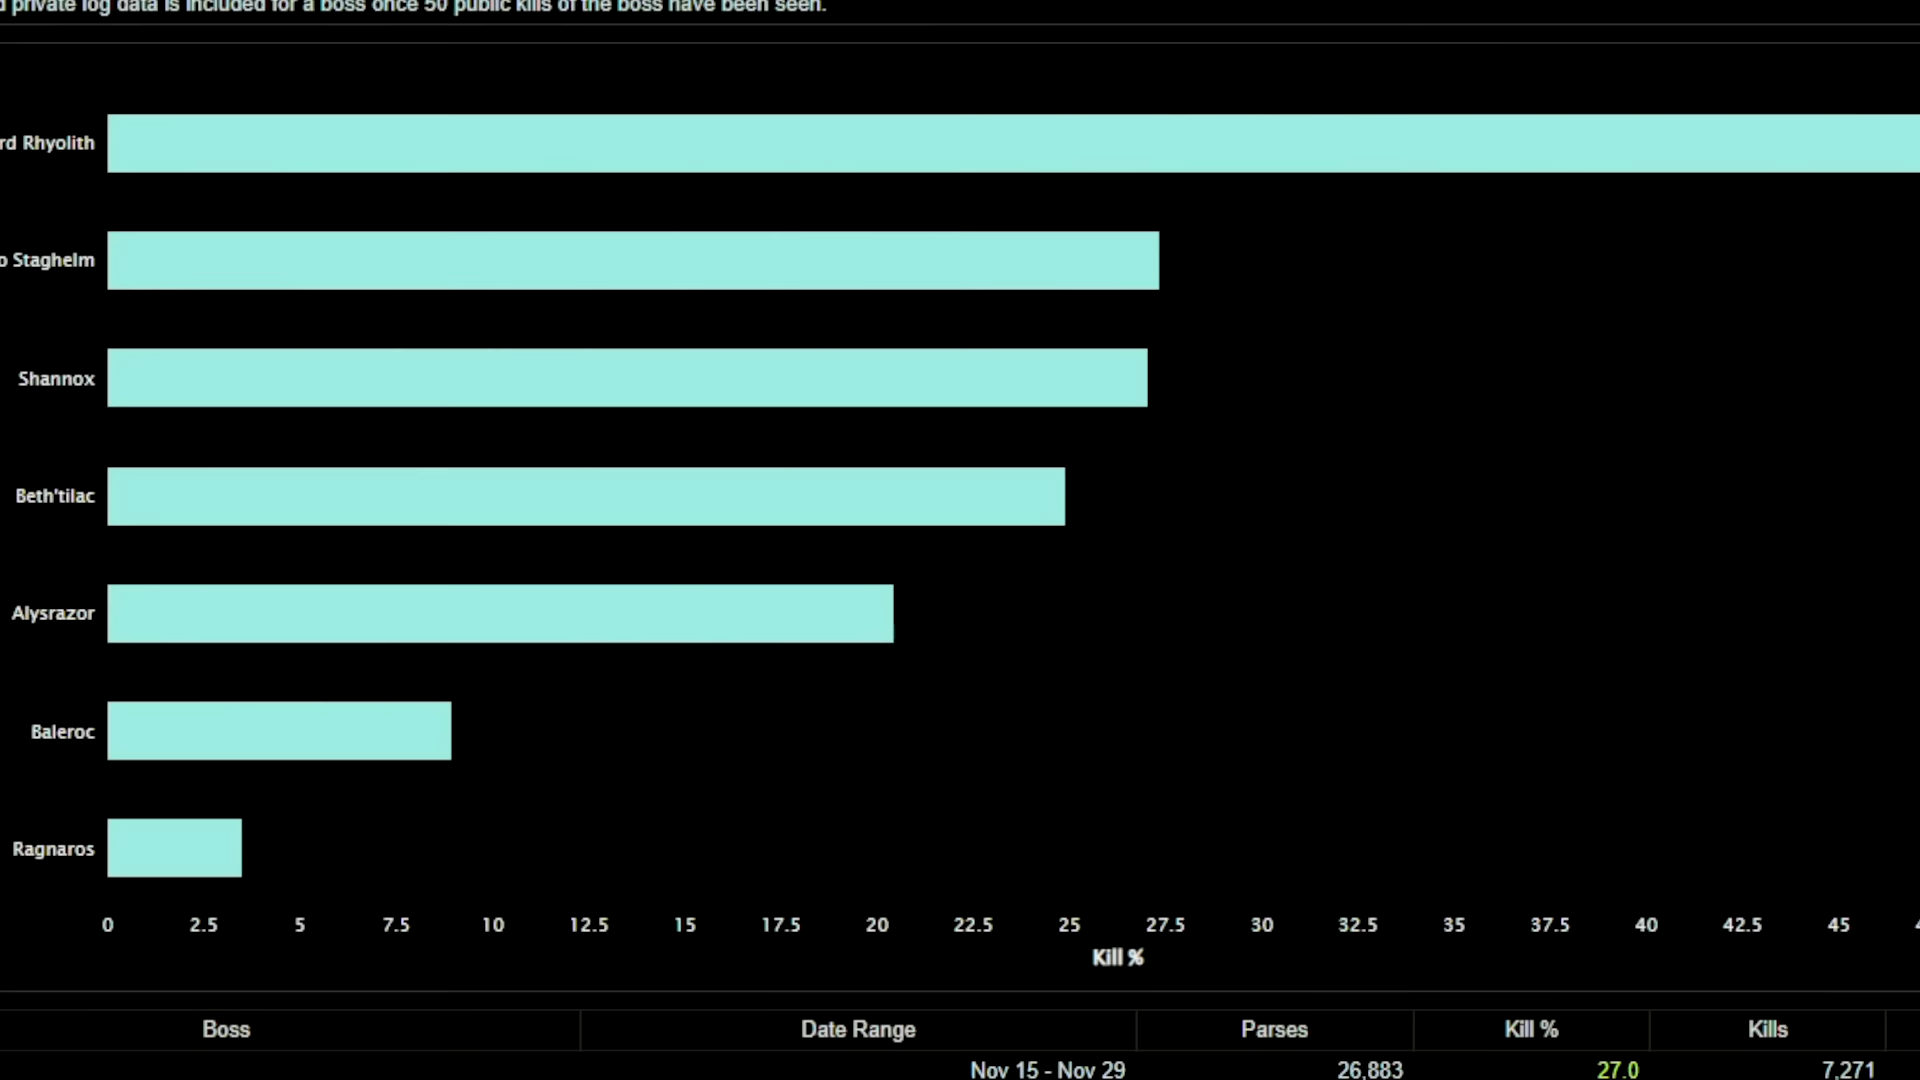 private log data is included for a boss once 50 public kills of the boss have been seen.
rd Rhyolith
o Staghelm
Shannox
Beth'tilac
Alysrazor
Baleroc
Ragnaros
0 2.5 5 7.5 10 12.5 15 17.5 20 22.5 25 27.5 30 32.5 35 37.5 40 42.5 45
Kill %
Boss Date Range Parses Kill % Kills
Nov 15 - Nov 29 26,883 27.0 7,271